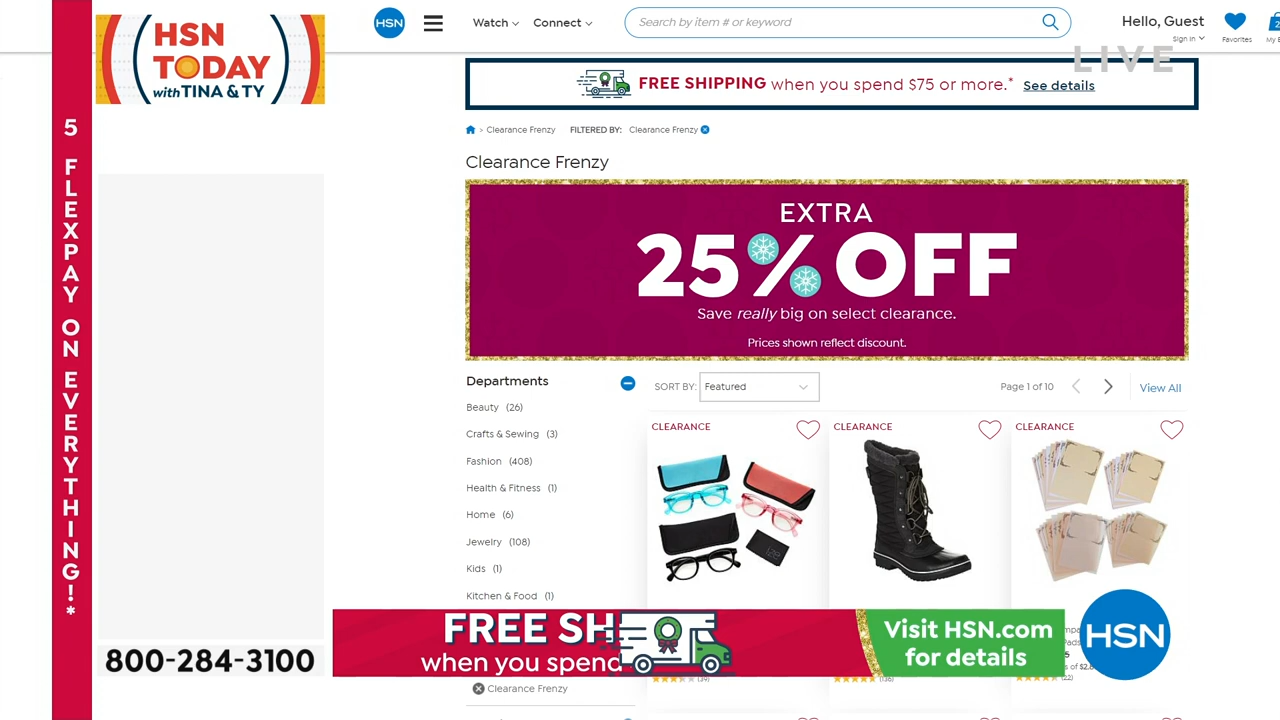 HSN
TODAY
with TINA & TY
5 FLEXPAY ON EVERYTHING!*
800-284-3100
HSN
Watch
Connect
Search by item # or keyword
Hello, Guest
Sign In
Favorites
LIVE
FREE SHIPPING when you spend $75 or more.* See details
> Clearance Frenzy FILTERED BY: Clearance Frenzy
Clearance Frenzy
EXTRA
25% OFF
Save really big on select clearance.
Prices shown reflect discount.
Departments
SORT BY: Featured
Page 1 of 10
View All
Beauty (26)
Crafts & Sewing (3)
Fashion (408)
Health & Fitness (1)
Home (6)
Jewelry (108)
Kids (1)
Kitchen & Food (1)
CLEARANCE
CLEARANCE
CLEARANCE
FREE SH
when you spend
Visit HSN.com
for details
HSN
(39)
(136)
(22)
Clearance Frenzy